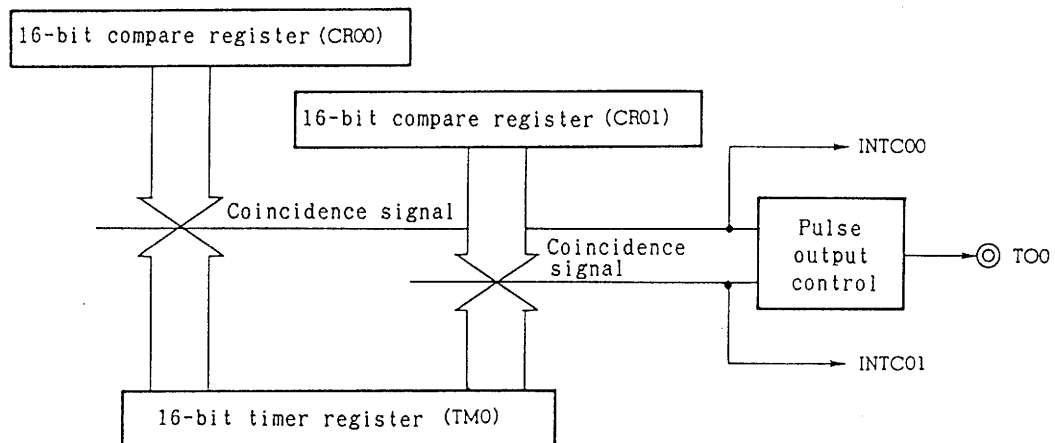 16-bit compare register (CR00)
16-bit compare register (CR01)
INTC00
Coincidence signal
Coincidence
signal
Pulse
output
control
TO0
INTC01
16-bit timer register (TM0)